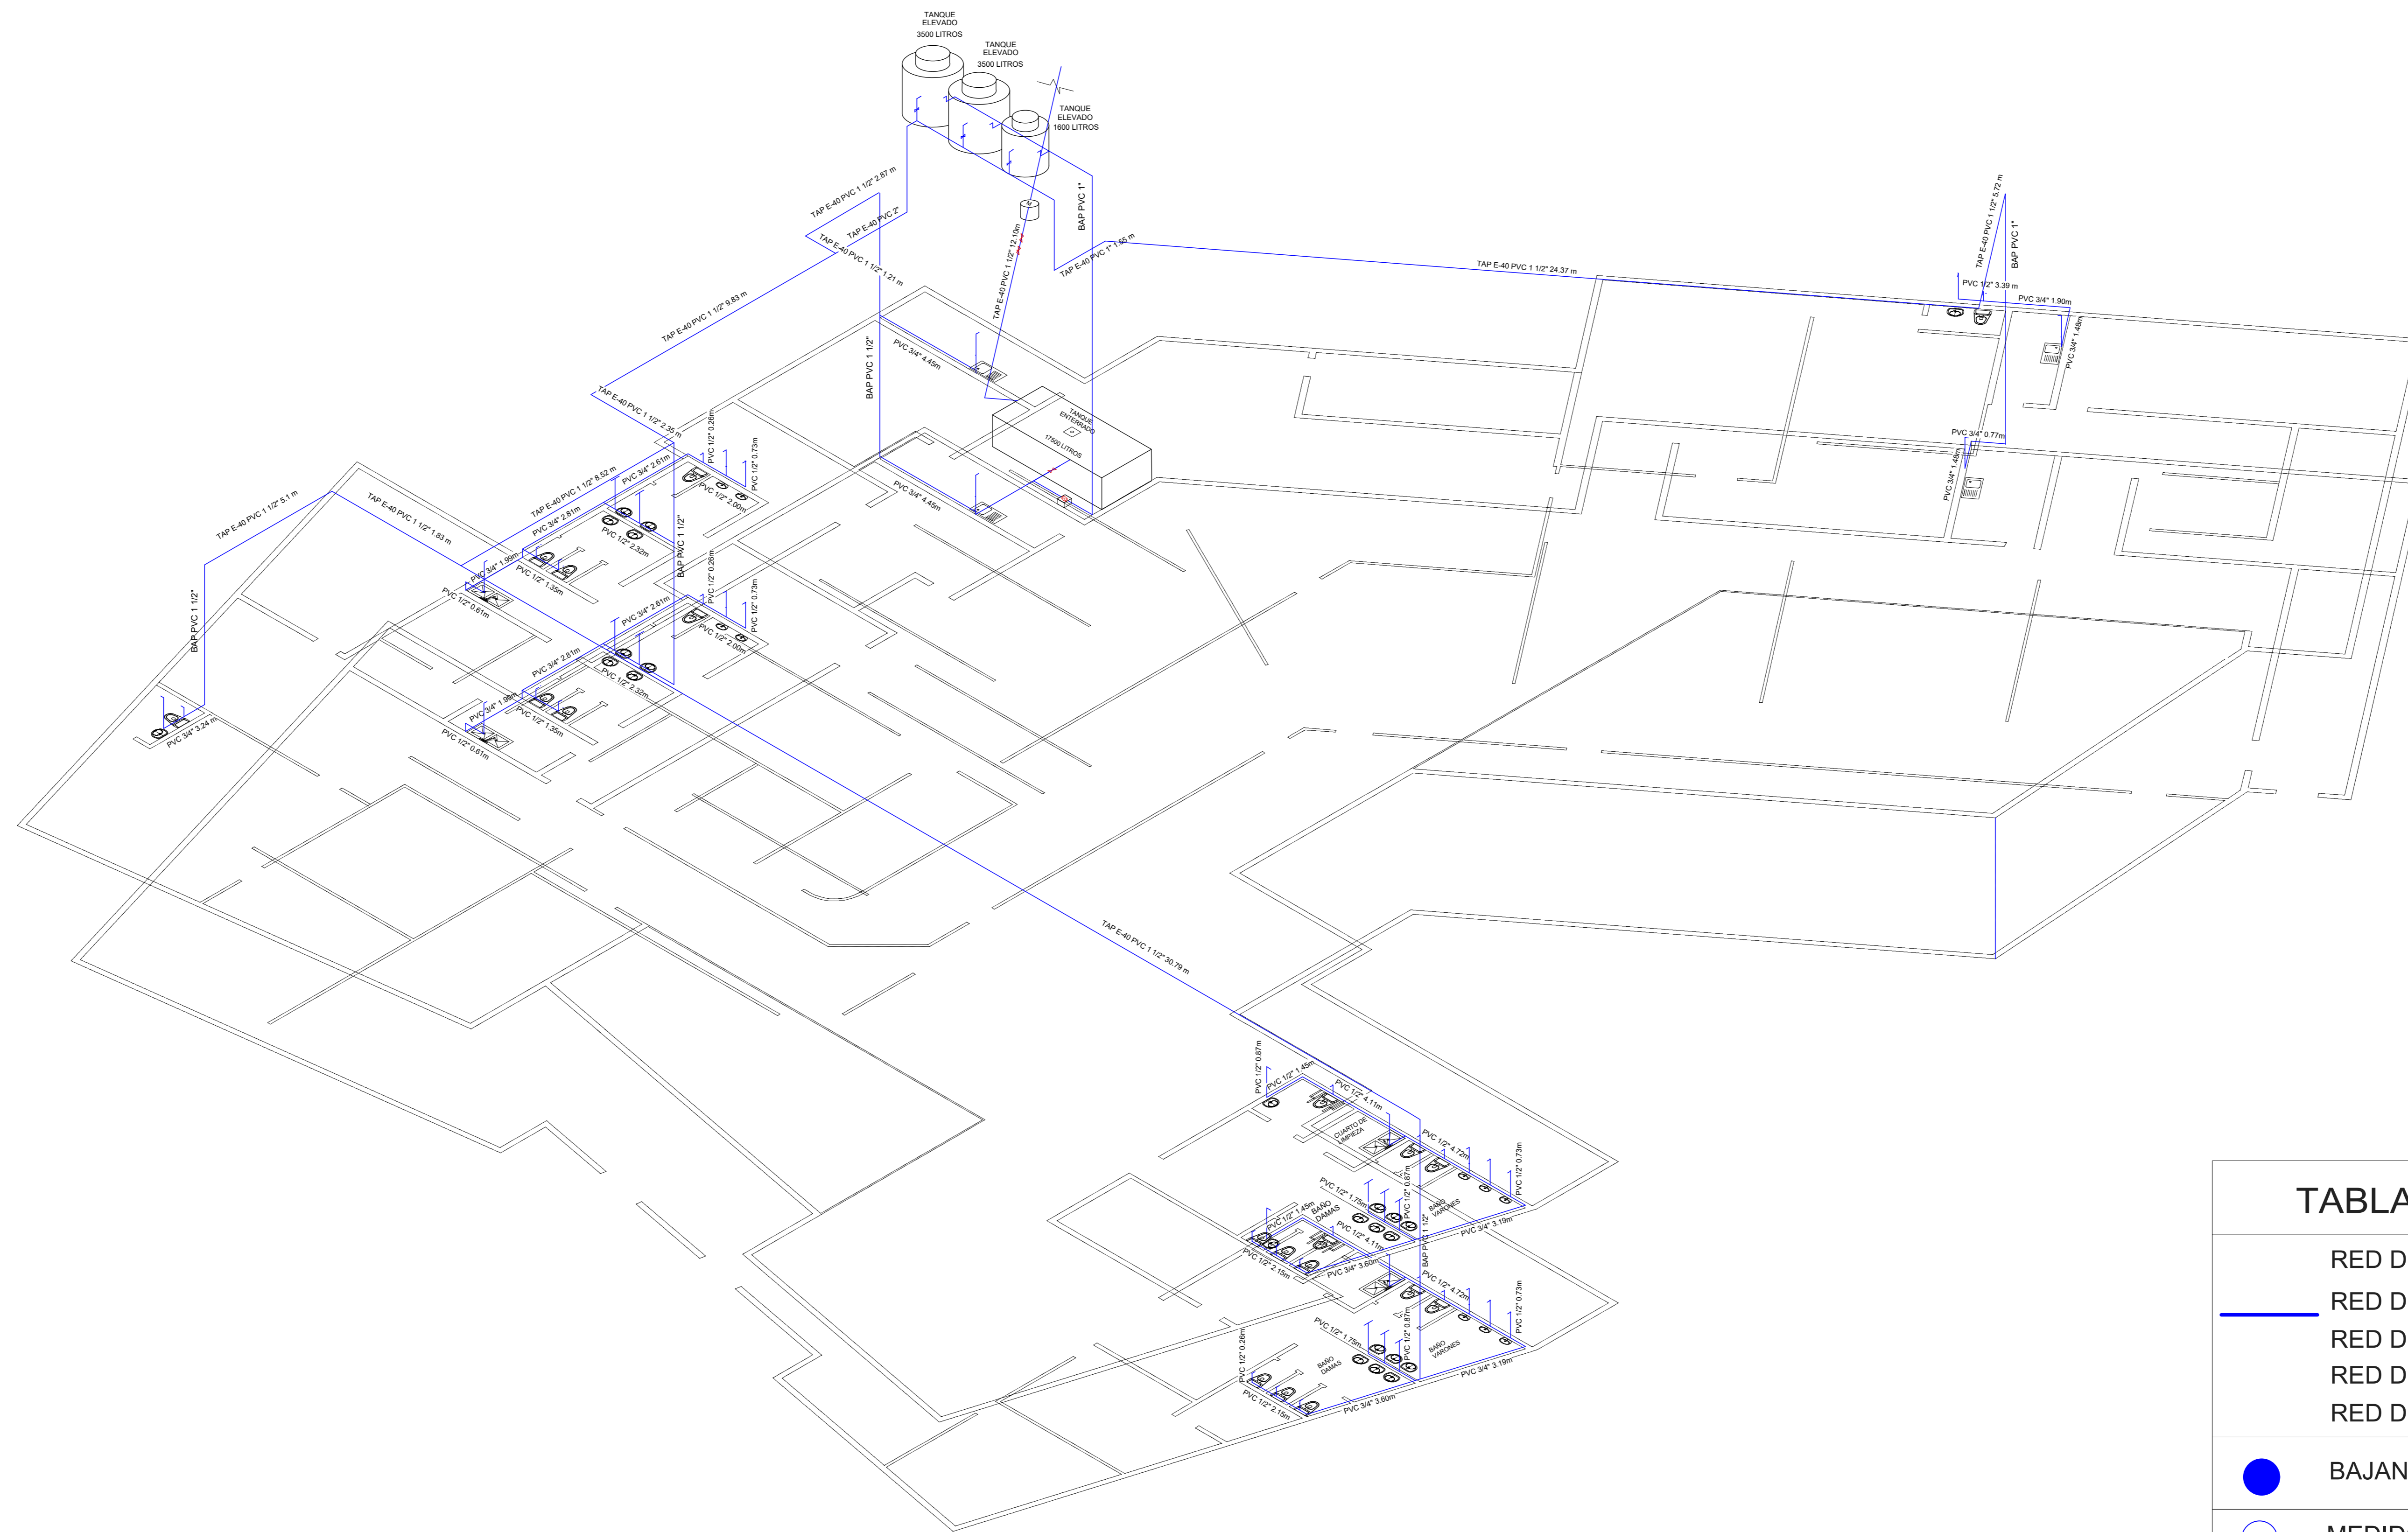 TANQUE
ELEVADO
3500 LITROS
TANQUE
ELEVADO
3500 LITROS
TANQUE
ELEVADO
1600 LITROS
TAP E-40 PVC 1 1/2" 2.87 m
TAP E-40 PVC 2"
TAP E-40 PVC 1 1/2" 1.21 m
BAP PVC 1"
TAP E-40 PVC 1 1/2" 12.10m
TAP E-40 PVC 1" 1.55 m
TAP E-40 PVC 1 1/2" 24.37 m
TAP E-40 PVC 1 1/2" 5.72 m
BAP PVC 1"
PVC 1/2" 3.39 m
PVC 3/4" 1.90m
PVC 3/4" 1.48m
PVC 3/4" 0.77m
PVC 3/4" 1.48m
TAP E-40 PVC 1 1/2" 9.83 m
BAP PVC 1 1/2"
PVC 3/4" 4.45m
TANQUE
ENTERRADO
17500 LITROS
PVC 3/4" 4.45m
TAP E-40 PVC 1 1/2" 2.35 m
PVC 1/2" 0.26m
PVC 1/2" 0.73m
PVC 3/4" 2.61m
TAP E-40 PVC 1 1/2" 8.52 m
PVC 1/2" 2.00m
PVC 3/4" 2.81m
PVC 1/2" 2.32m
BAP PVC 1 1/2"
TAP E-40 PVC 1 1/2" 5.1 m
TAP E-40 PVC 1 1/2" 1.83 m
PVC 3/4" 1.99m
PVC 1/2" 1.35m
PVC 1/2" 0.61m
BAP PVC 1 1/2"
PVC 1/2" 0.26m
PVC 1/2" 0.73m
PVC 3/4" 2.61m
PVC 1/2" 2.00m
PVC 3/4" 2.81m
PVC 1/2" 2.32m
PVC 3/4" 1.99m
PVC 1/2" 1.35m
PVC 1/2" 0.61m
PVC 3/4" 3.24 m
TAP E-40 PVC 1 1/2" 30.79 m
PVC 1/2" 0.87m
PVC 1/2" 1.45m
PVC 1/2" 4.11m
CUARTO DE
LIMPIEZA
PVC 1/2" 4.72m
PVC 1/2" 0.73m
PVC 1/2" 1.75m
PVC 1/2" 0.87m
BAÑO
VARONES
BAÑO
DAMAS
PVC 3/4" 3.19m
PVC 1/2" 1.45m
PVC 1/2" 4.11m
BAP PVC 1 1/2"
PVC 1/2" 2.15m
PVC 3/4" 3.60m
PVC 1/2" 4.72m
PVC 1/2" 0.73m
PVC 1/2" 1.75m
PVC 1/2" 0.87m
BAÑO
VARONES
BAÑO
DAMAS
PVC 1/2" 0.26m
PVC 3/4" 3.19m
PVC 1/2" 2.15m
PVC 3/4" 3.60m
TABLA
RED D
RED D
RED D
RED D
RED D
BAJAN